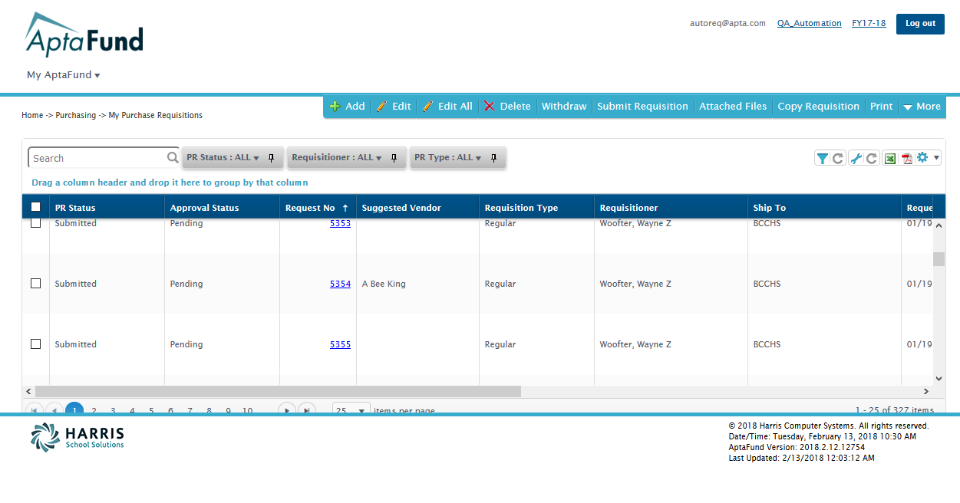 AptaFund
autoreq@apta.com QA_Automation FY17-18 Log out
My AptaFund
Home -> Purchasing -> My Purchase Requisitions
Add Edit Edit All Delete Withdraw Submit Requisition Attached Files Copy Requisition Print More
Search PR Status : ALL Requisitioner : ALL PR Type : ALL
Drag a column header and drop it here to group by that column
PR Status Approval Status Request No ↑ Suggested Vendor Requisition Type Requisitioner Ship To Reque
Submitted Pending 5353 Regular Woofter, Wayne Z BCCHS 01/19
Submitted Pending 5354 A Bee King Regular Woofter, Wayne Z BCCHS 01/19
Submitted Pending 5355 Regular Woofter, Wayne Z BCCHS 01/19
1 2 3 4 5 6 7 8 9 10 25 items per page 1 - 25 of 327 items
HARRIS
School Solutions
© 2018 Harris Computer Systems. All rights reserved.
Date/Time: Tuesday, February 13, 2018 10:30 AM
AptaFund Version: 2018.2.12.12754
Last Updated: 2/13/2018 12:03:12 AM